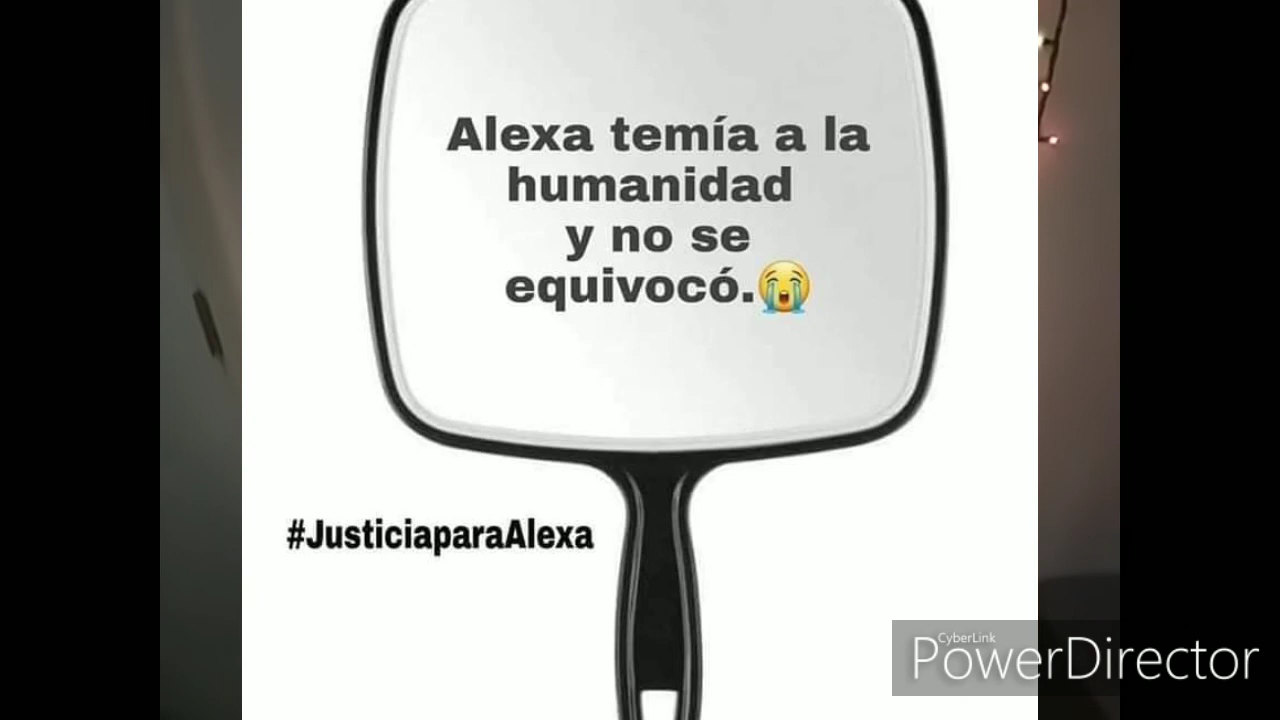 Alexa temía a la
humanidad
y no se
equivocó.😭
#JusticiaparaAlexa
CyberLink
PowerDirector